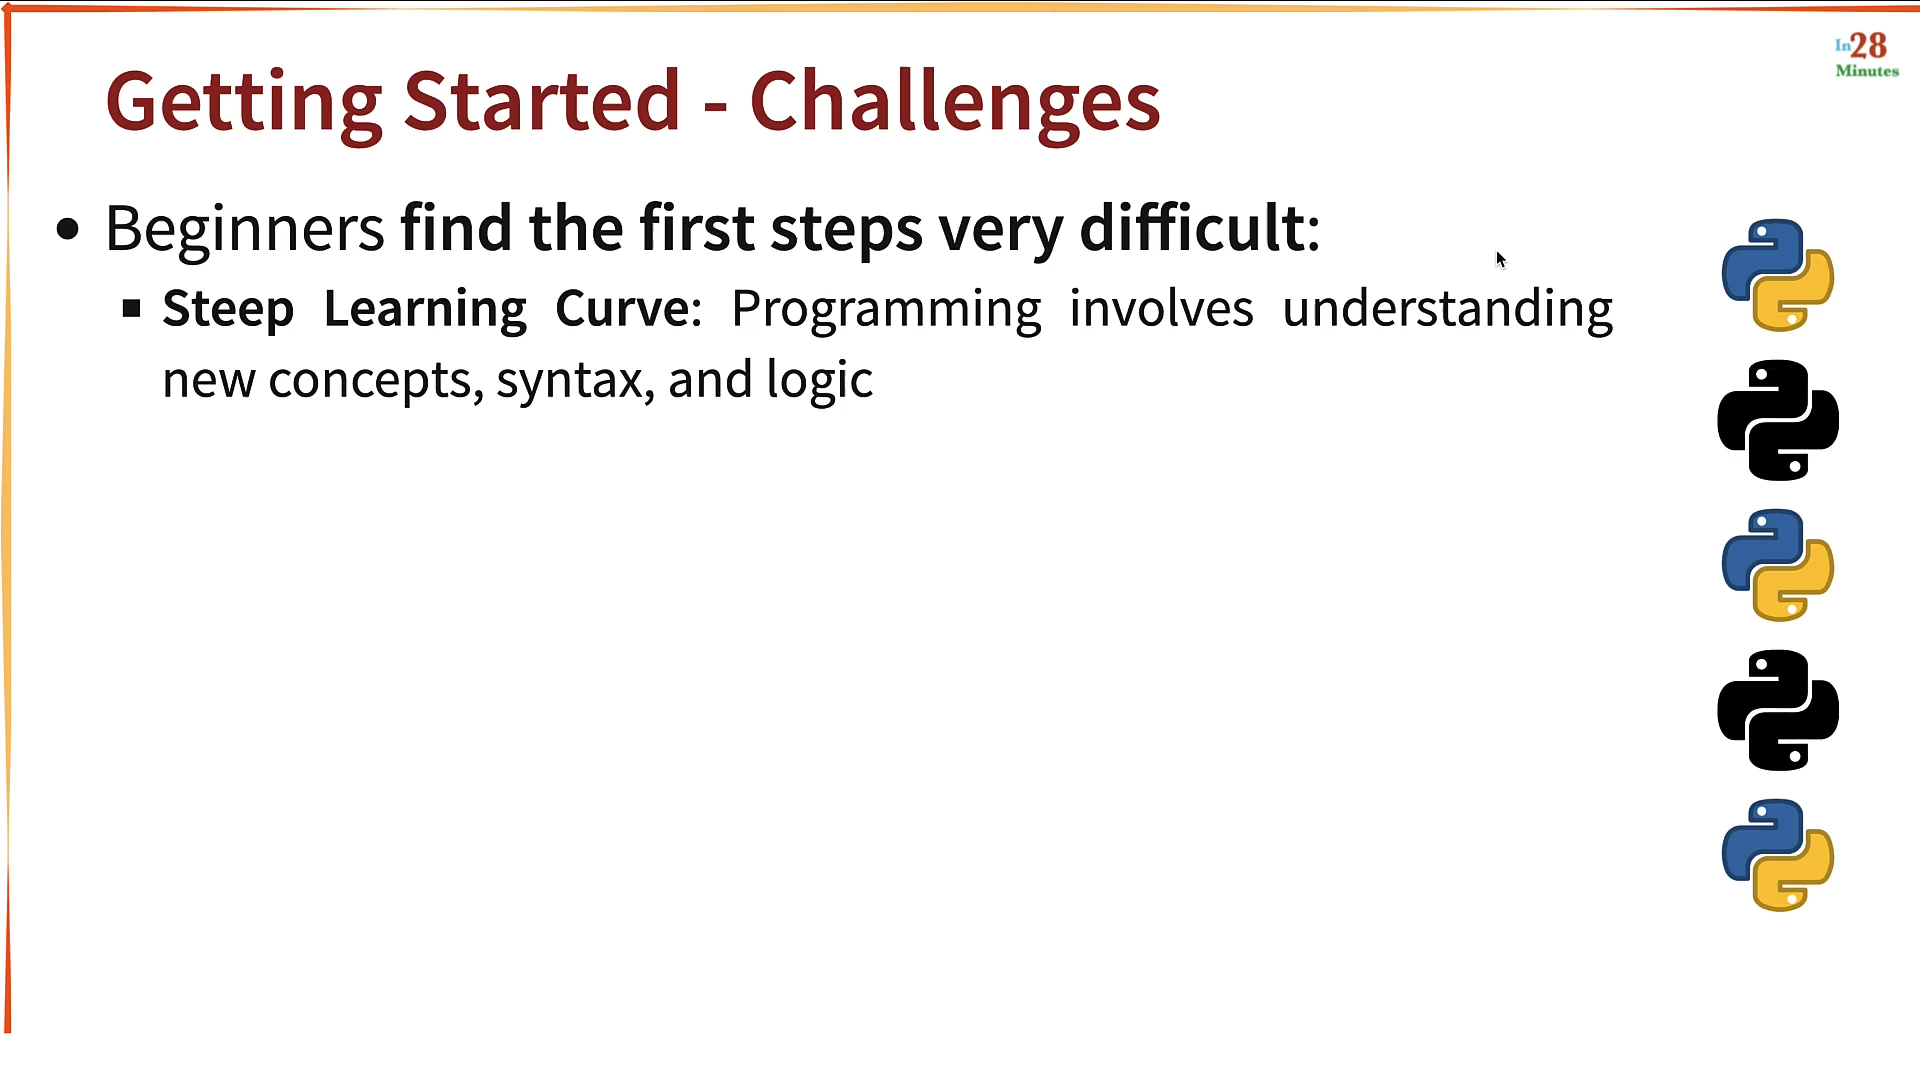 In28
Minutes
Getting Started - Challenges
• Beginners find the first steps very difficult:
▪ Steep Learning Curve: Programming involves understanding
new concepts, syntax, and logic